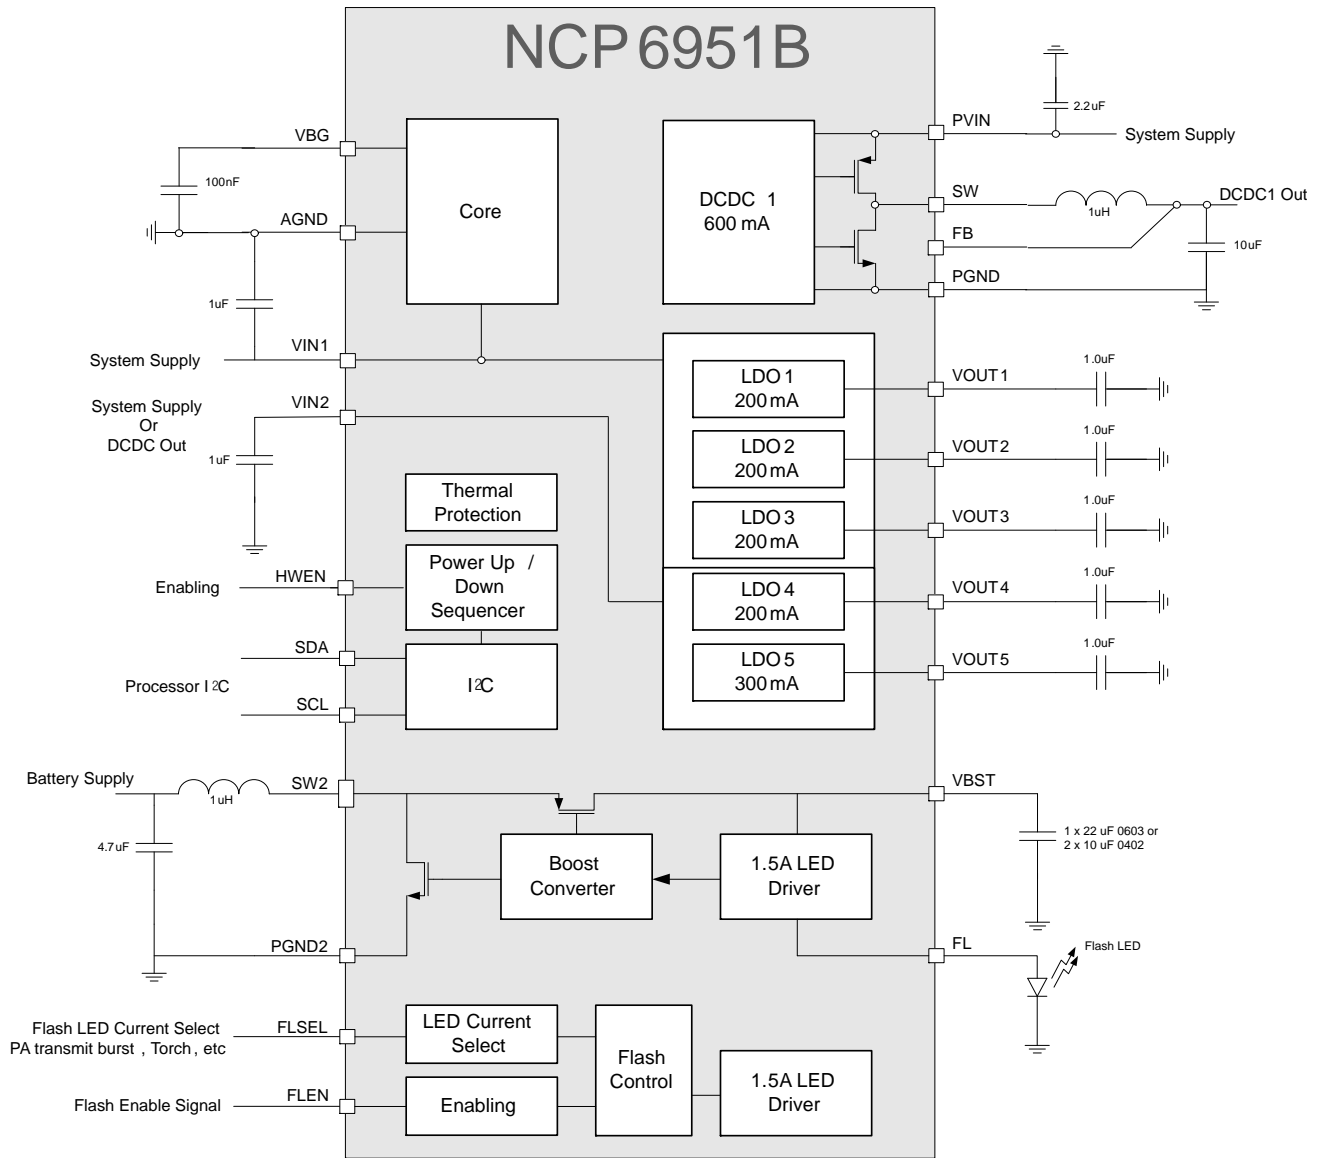 NCP6951B
VBG
100nF
AGND
1uF
System Supply
VIN1
System Supply
Or
DCDC Out
VIN2
1uF
Core
DCDC 1
600 mA
PVIN
2.2uF
System Supply
SW
1uH
DCDC1 Out
FB
10uF
PGND
LDO 1
200 mA
VOUT1
1.0uF
LDO 2
200 mA
VOUT2
1.0uF
LDO 3
200 mA
VOUT3
1.0uF
LDO 4
200 mA
VOUT4
1.0uF
LDO 5
300 mA
VOUT5
1.0uF
Thermal
Protection
Enabling
HWEN
Power Up /
Down
Sequencer
SDA
Processor I2C
SCL
I2C
Battery Supply
1uH
SW2
4.7uF
PGND2
Boost
Converter
1.5A LED
Driver
VBST
1 x 22 uF 0603 or
2 x 10 uF 0402
FL
Flash LED
Flash LED Current Select
PA transmit burst , Torch , etc
FLSEL
LED Current
Select
Flash
Control
Flash Enable Signal
FLEN
Enabling
1.5A LED
Driver